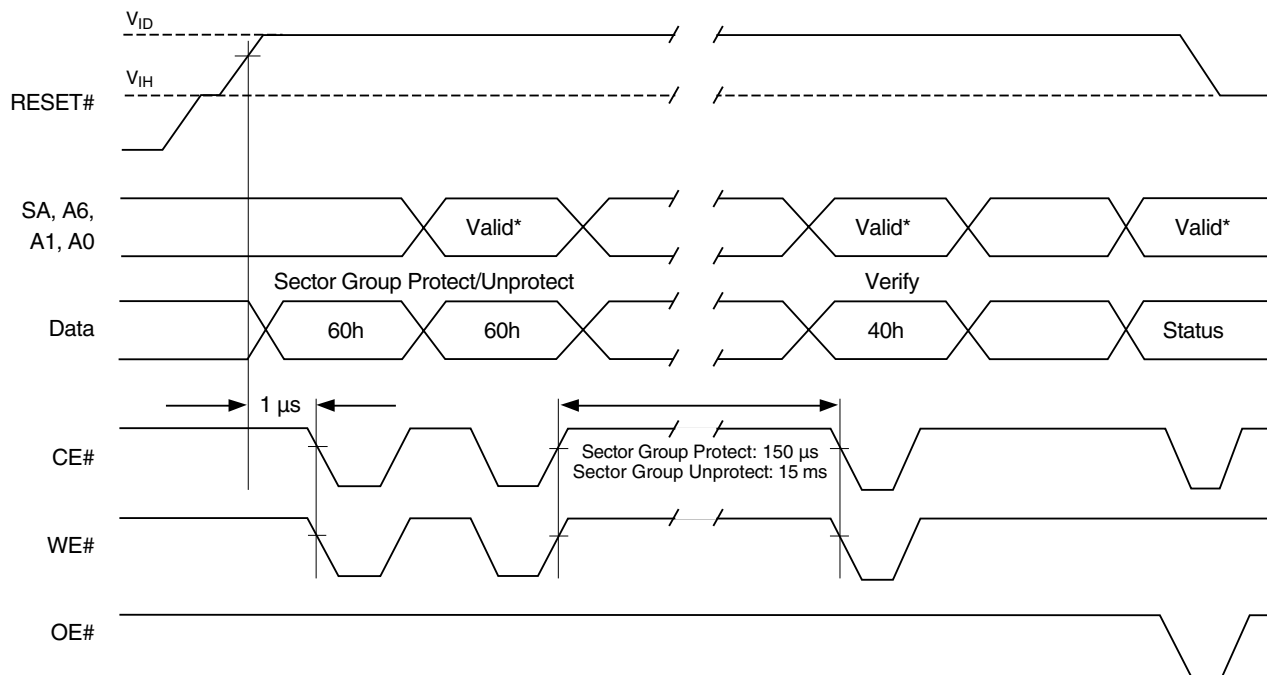 VID
VIH
RESET#
SA, A6,
A1, A0
Valid*
Valid*
Valid*
Sector Group Protect/Unprotect
Verify
Data
60h
60h
40h
Status
1 µs
CE#
Sector Group Protect: 150 µs
Sector Group Unprotect: 15 ms
WE#
OE#